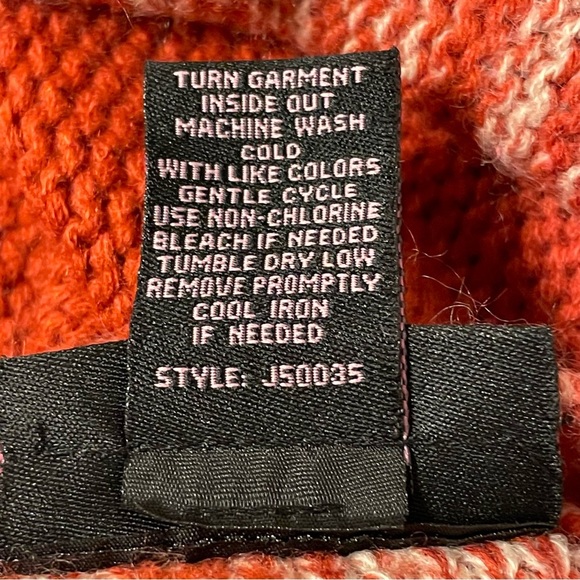 TURN GARMENT
INSIDE OUT
MACHINE WASH
COLD
WITH LIKE COLORS
GENTLE CYCLE
USE NON-CHLORINE
BLEACH IF NEEDED
TUMBLE DRY LOW
REMOVE PROMPTLY
COOL IRON
IF NEEDED
STYLE: J50035